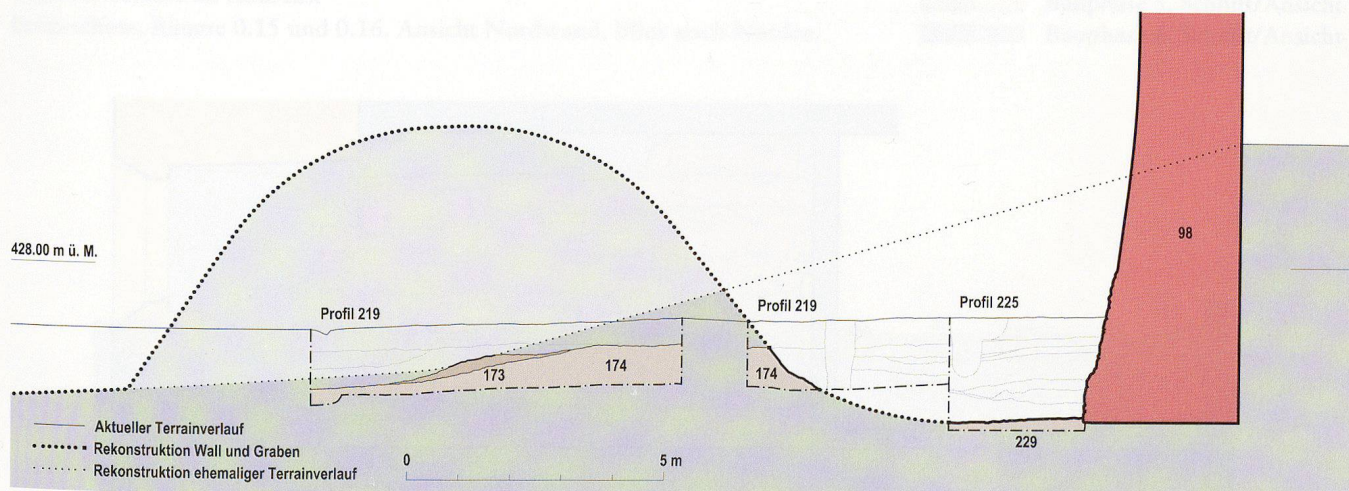 98
428.00 m ü. M.
Profil 219
Profil 219
Profil 225
173
174
174
229
Aktueller Terrainverlauf
Rekonstruktion Wall und Graben
Rekonstruktion ehemaliger Terrainverlauf
0
5 m